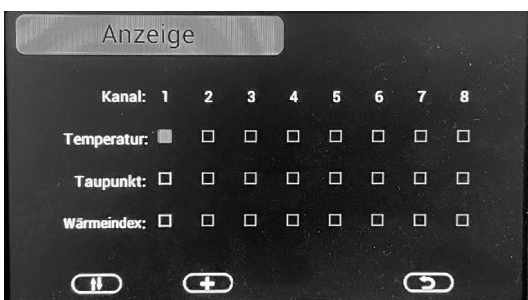 Anzeige
Kanal: 1 2 3 4 5 6 7 8
Temperatur:
Taupunkt:
Wärmeindex: